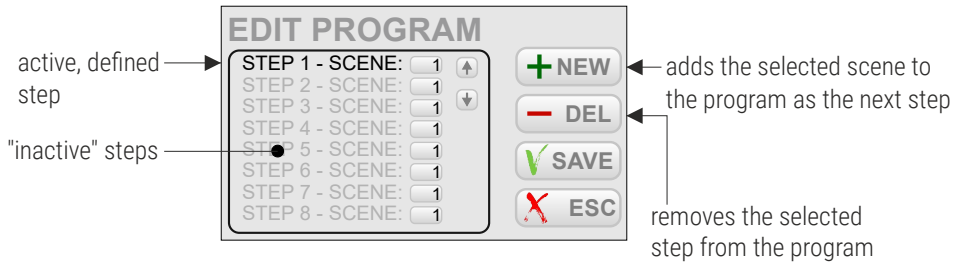 EDIT PROGRAM
active, defined
step
"inactive" steps
STEP 1 - SCENE: 1
STEP 2 - SCENE: 1
STEP 3 - SCENE: 1
STEP 4 - SCENE: 1
STEP 5 - SCENE: 1
STEP 6 - SCENE: 1
STEP 7 - SCENE: 1
STEP 8 - SCENE: 1
NEW
DEL
SAVE
ESC
adds the selected scene to
the program as the next step
removes the selected
step from the program